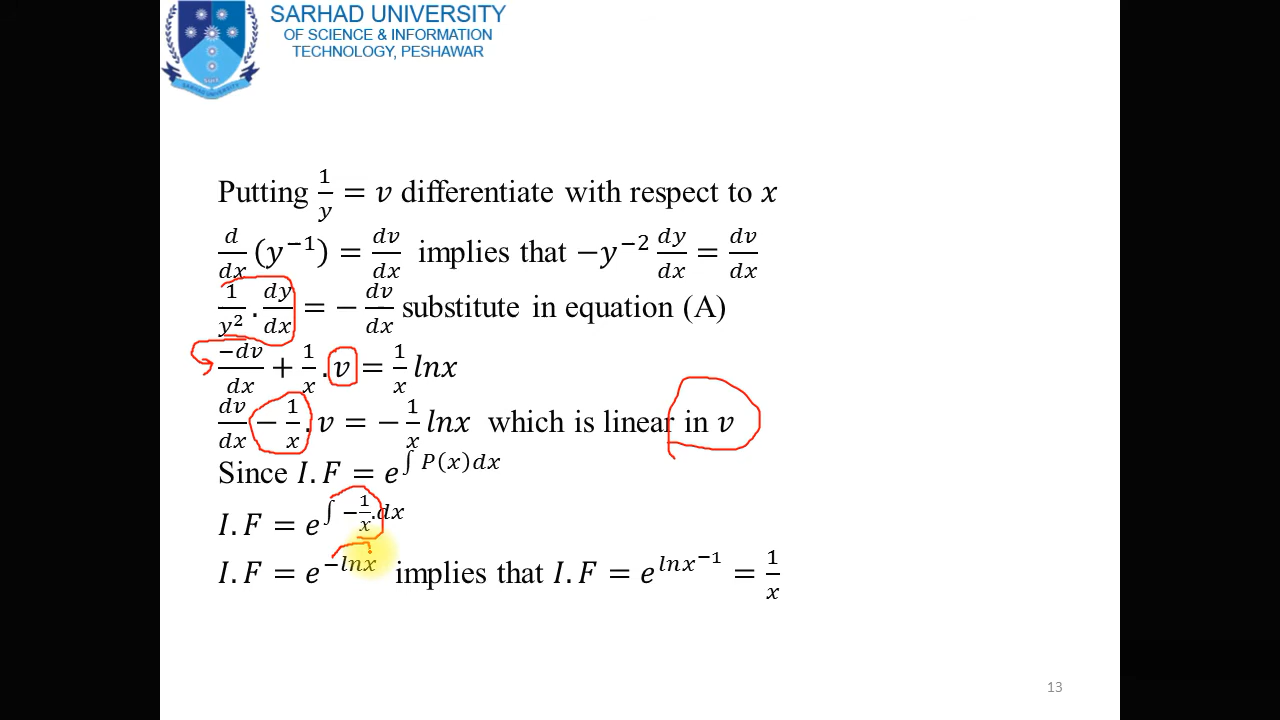 SARHAD UNIVERSITY
OF SCIENCE & INFORMATION
TECHNOLOGY, PESHAWAR
SARHAD UNIVERSITY
Putting 1/y = v differentiate with respect to x
d/dx (y⁻¹) = dv/dx implies that −y⁻² dy/dx = dv/dx
1/y² . dy/dx = − dv/dx substitute in equation (A)
−dv/dx + 1/x . v = 1/x lnx
dv/dx − 1/x . v = − 1/x lnx which is linear in v
Since I.F = e^(∫ P(x)dx)
I.F = e^(∫ −1/x .dx)
I.F = e^(−lnx) implies that I.F = e^(lnx⁻¹) = 1/x
13